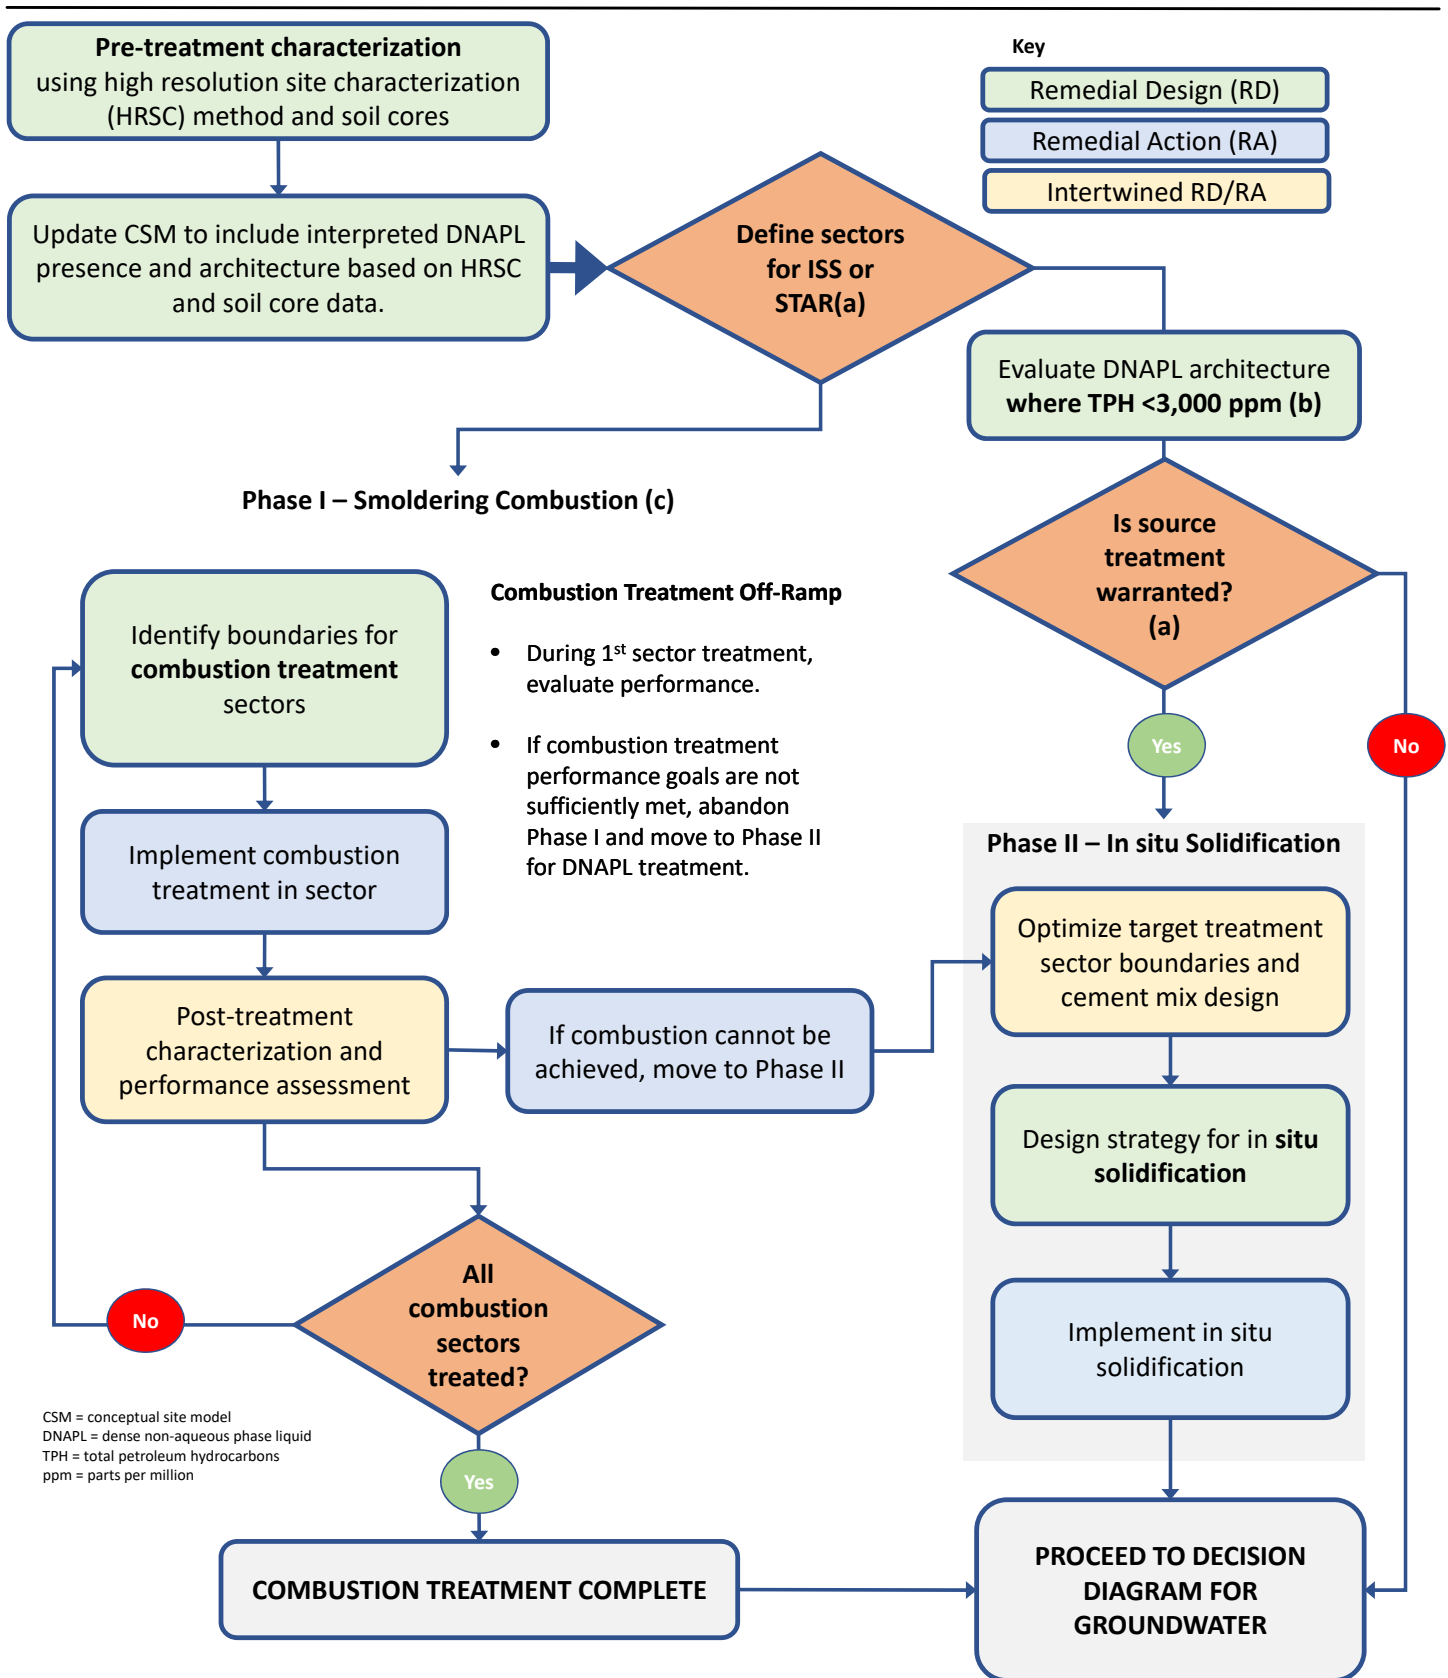 Pre-treatment characterization
using high resolution site characterization
(HRSC) method and soil cores
Key
Remedial Design (RD)
Remedial Action (RA)
Intertwined RD/RA
Update CSM to include interpreted DNAPL
presence and architecture based on HRSC
and soil core data.
Define sectors
for ISS or
STAR(a)
Evaluate DNAPL architecture
where TPH <3,000 ppm (b)
Phase I – Smoldering Combustion (c)
Is source
treatment
warranted?
(a)
Yes
No
Identify boundaries for
combustion treatment
sectors
Combustion Treatment Off-Ramp
• During 1st sector treatment,
evaluate performance.
• If combustion treatment
performance goals are not
sufficiently met, abandon
Phase I and move to Phase II
for DNAPL treatment.
Implement combustion
treatment in sector
Post-treatment
characterization and
performance assessment
If combustion cannot be
achieved, move to Phase II
Phase II – In situ Solidification
Optimize target treatment
sector boundaries and
cement mix design
Design strategy for in situ
solidification
Implement in situ
solidification
All
combustion
sectors
treated?
No
Yes
CSM = conceptual site model
DNAPL = dense non-aqueous phase liquid
TPH = total petroleum hydrocarbons
ppm = parts per million
COMBUSTION TREATMENT COMPLETE
PROCEED TO DECISION
DIAGRAM FOR
GROUNDWATER